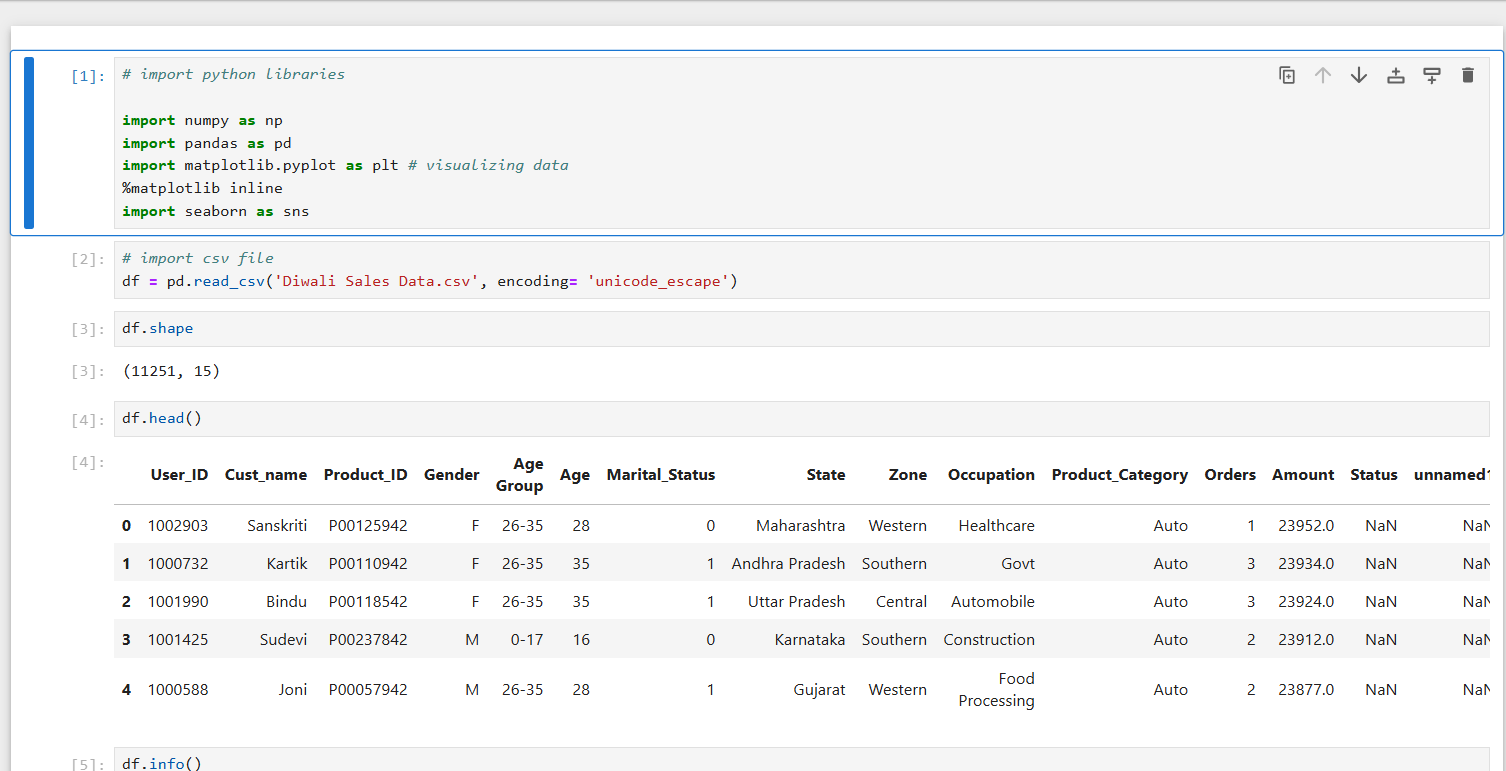 [1]: # import python libraries
import numpy as np
import pandas as pd
import matplotlib.pyplot as plt # visualizing data
%matplotlib inline
import seaborn as sns
[2]: # import csv file
df = pd.read_csv('Diwali Sales Data.csv', encoding= 'unicode_escape')
[3]: df.shape
[3]: (11251, 15)
[4]: df.head()
[4]:
User_ID Cust_name Product_ID Gender Age Group Age Marital_Status State Zone Occupation Product_Category Orders Amount Status unnamed1
0 1002903 Sanskriti P00125942 F 26-35 28 0 Maharashtra Western Healthcare Auto 1 23952.0 NaN NaN
1 1000732 Kartik P00110942 F 26-35 35 1 Andhra Pradesh Southern Govt Auto 3 23934.0 NaN NaN
2 1001990 Bindu P00118542 F 26-35 35 1 Uttar Pradesh Central Automobile Auto 3 23924.0 NaN NaN
3 1001425 Sudevi P00237842 M 0-17 16 0 Karnataka Southern Construction Auto 2 23912.0 NaN NaN
4 1000588 Joni P00057942 M 26-35 28 1 Gujarat Western Food Processing Auto 2 23877.0 NaN NaN
[5]: df.info()